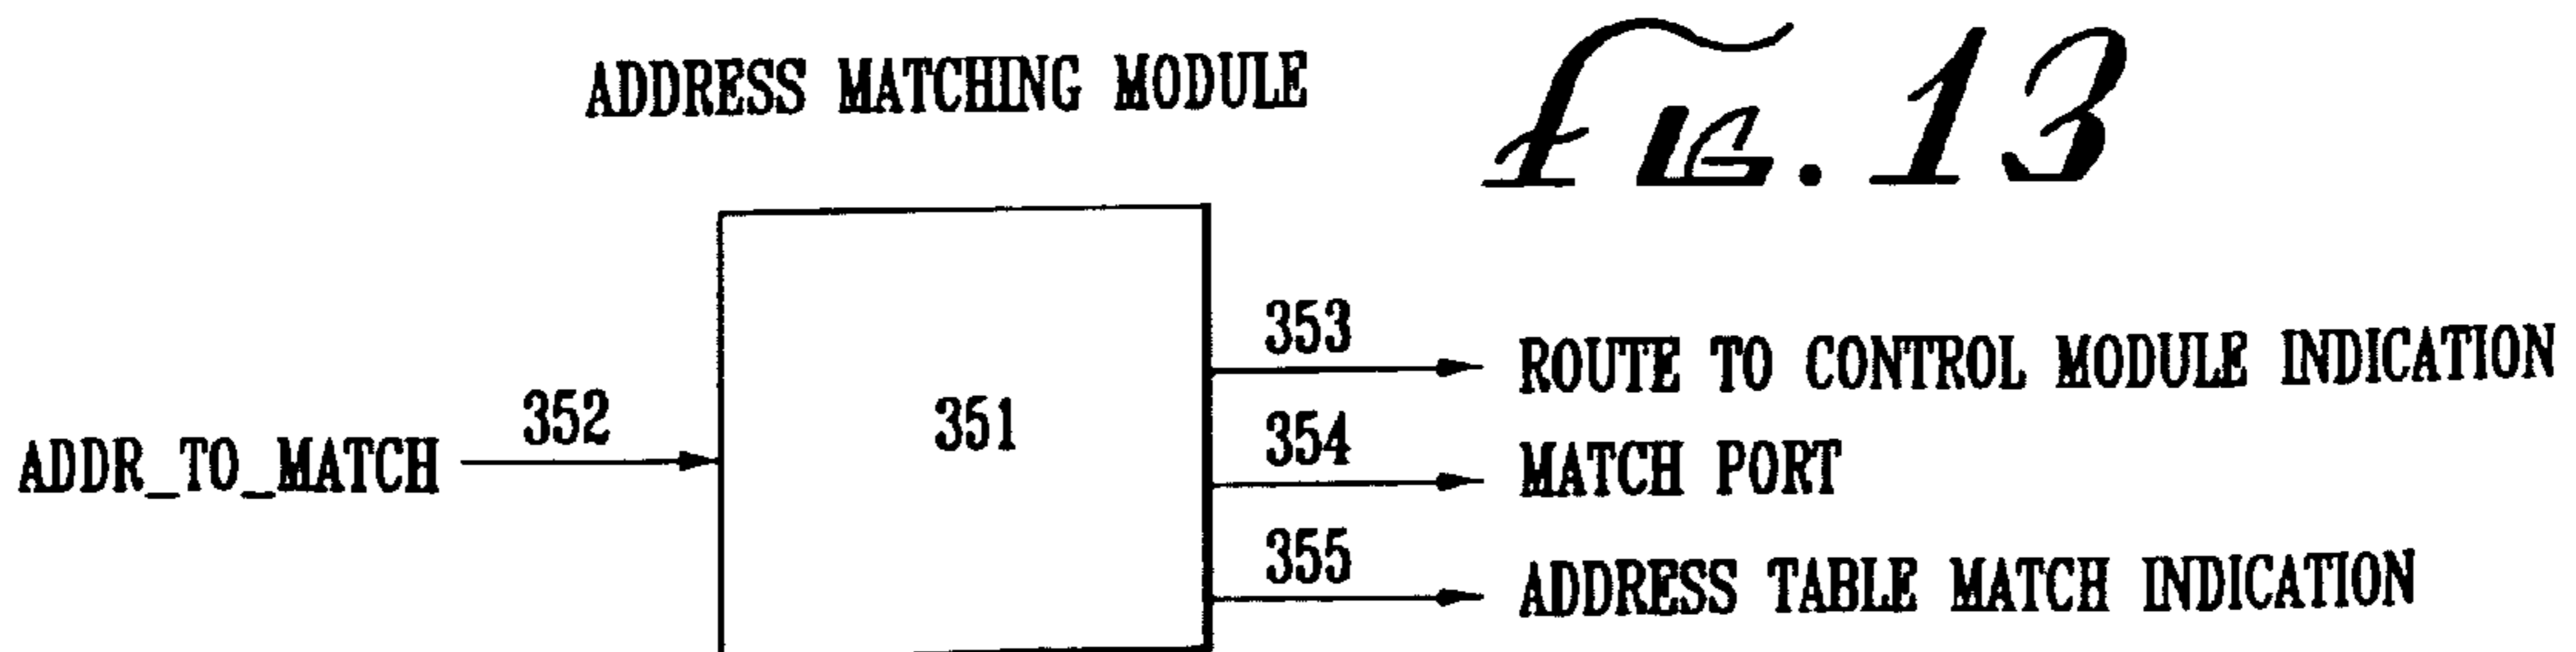 ADDRESS MATCHING MODULE
FIG. 13
353
ROUTE TO CONTROL MODULE INDICATION
352
351
354
ADDR_TO_MATCH
MATCH PORT
355
ADDRESS TABLE MATCH INDICATION